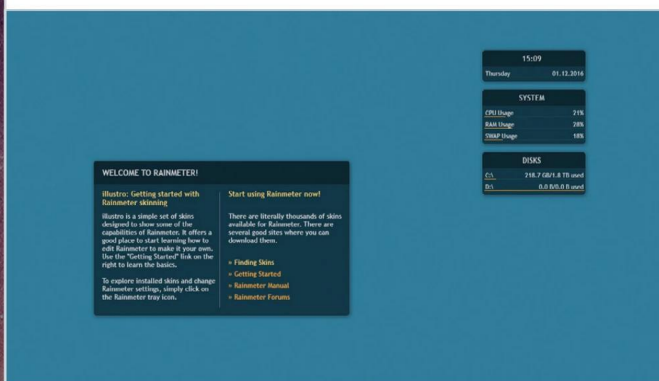 15:09
Thursday 01.12.2016
SYSTEM
CPU Usage 21%
RAM Usage 28%
SWAP Usage 18%
DISKS
C:\ 218.7 GB/1.8 TB used
D:\ 0.0 B/0.0 B used
WELCOME TO RAINMETER!
illustro: Getting started with
Rainmeter skinning
illustro is a simple set of skins
designed to show some of the
capabilities of Rainmeter. It offers a
good place to start learning how to
edit Rainmeter to make it your own.
Use the "Getting Started" link on the
right to learn the basics.
To explore installed skins and change
Rainmeter settings, simply click on
the Rainmeter tray icon.
Start using Rainmeter now!
There are literally thousands of skins
available for Rainmeter. There are
several good sites where you can
download them.
» Finding Skins
» Getting Started
» Rainmeter Manual
» Rainmeter Forums